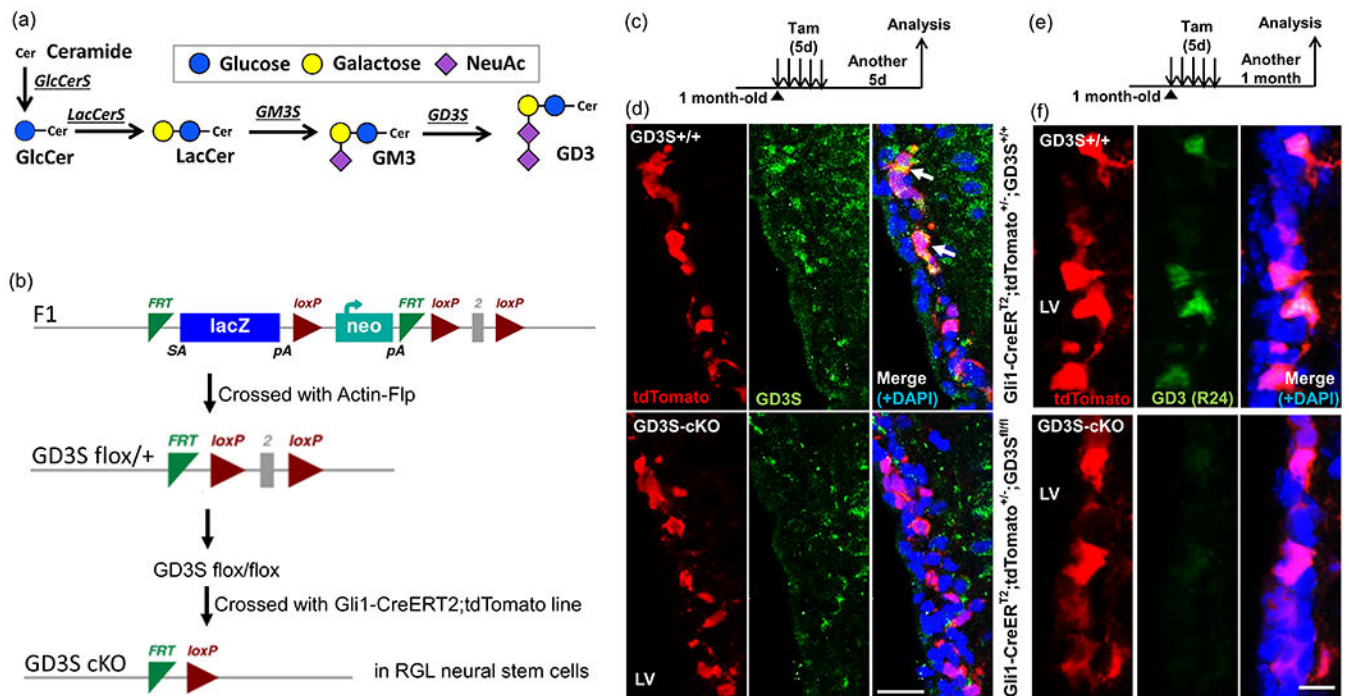 (a)
Cer Ceramide
GlcCerS
Glucose Galactose NeuAc
Cer LacCerS Cer GM3S Cer GD3S Cer
GlcCer LacCer GM3 GD3
(b)
F1
FRT loxP FRT loxP 2 loxP
lacZ neo
SA pA pA
Crossed with Actin-Flp
FRT loxP 2 loxP
GD3S flox/+
GD3S flox/flox
Crossed with Gli1-CreERT2;tdTomato line
FRT loxP
GD3S cKO in RGL neural stem cells
(c)
Tam
(5d)
Analysis
Another
5d
1 month-old
(d)
GD3S+/+
tdTomato
GD3S
Merge
(+DAPI)
Gli1-CreERT2;tdTomato+/-;GD3S+/+
GD3S-cKO
LV
Gli1-CreERT2;tdTomato+/-;GD3Sfl/fl
(e)
Tam
(5d)
Analysis
Another
1 month
1 month-old
(f)
GD3S+/+
LV
tdTomato
GD3 (R24)
Merge
(+DAPI)
GD3S-cKO
LV